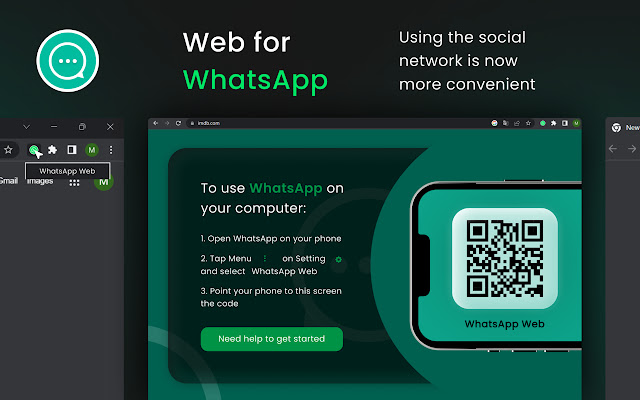 Web for
WhatsApp
Using the social
network is now
more convenient
M
WhatsApp Web
Gmail
Images
M
imdb.com
M
To use WhatsApp on
your computer:
1. Open WhatsApp on your phone
2. Tap Menu on Setting
and select WhatsApp Web
3. Point your phone to this screen
the code
Need help to get started
WhatsApp Web
New